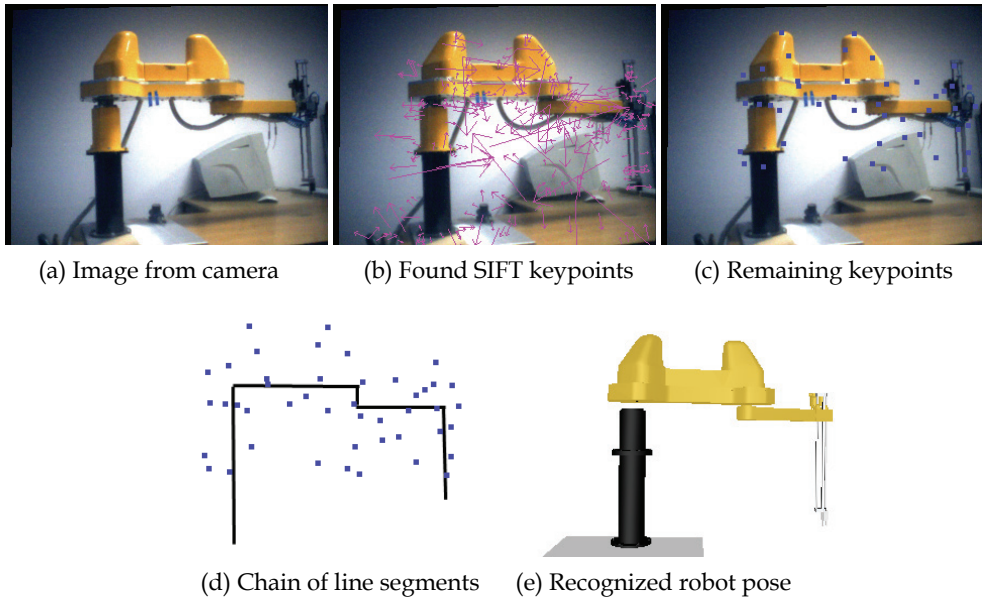 (a) Image from camera
(b) Found SIFT keypoints
(c) Remaining keypoints
(d) Chain of line segments
(e) Recognized robot pose